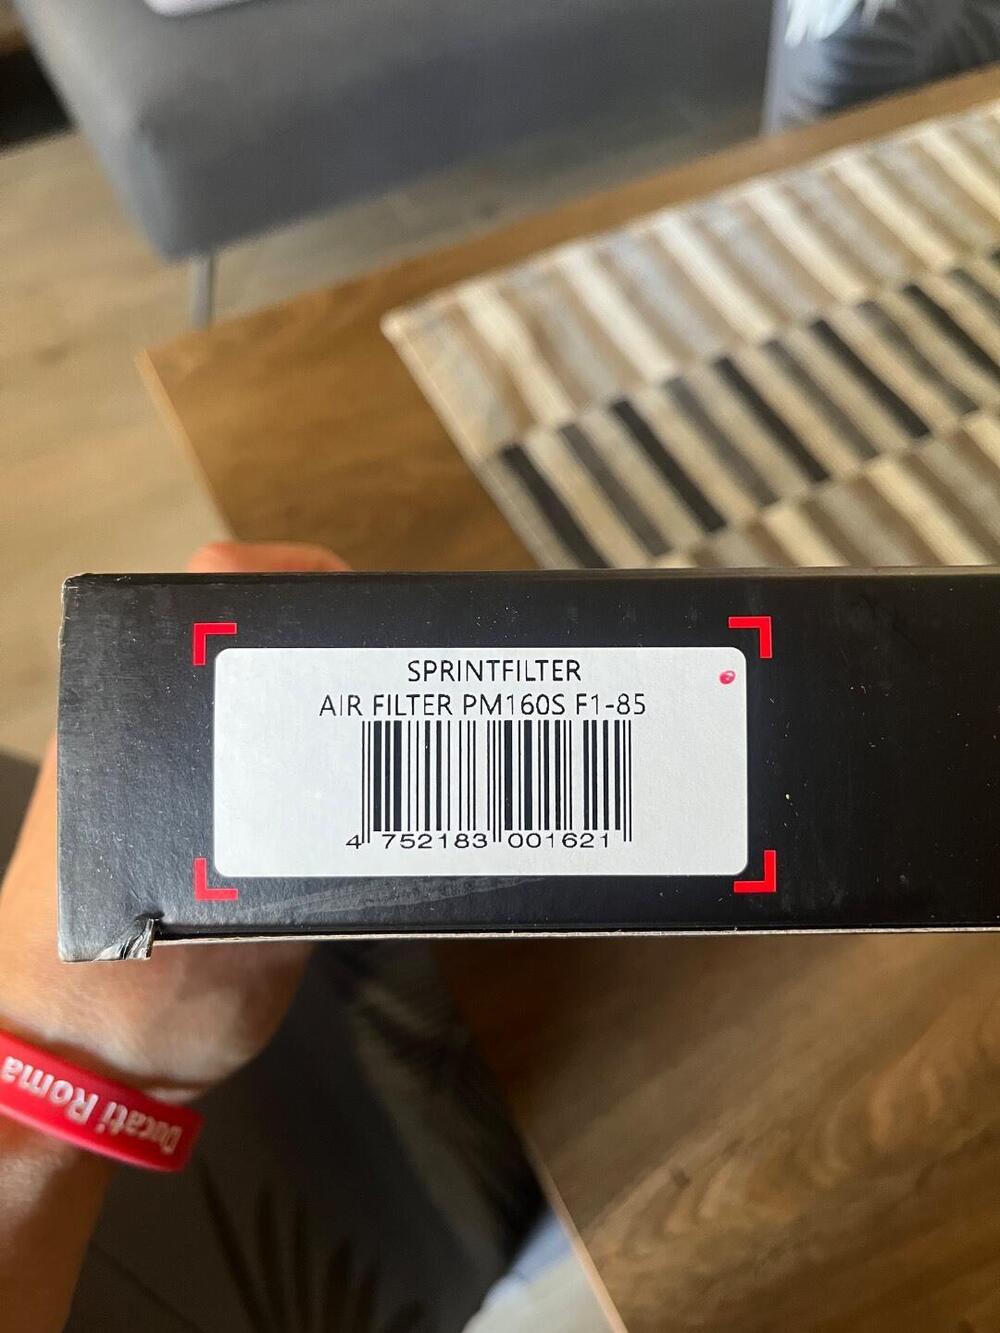 SPRINTFILTER
AIR FILTER PM160S F1-85
4 752183 001621
Ducati Roma